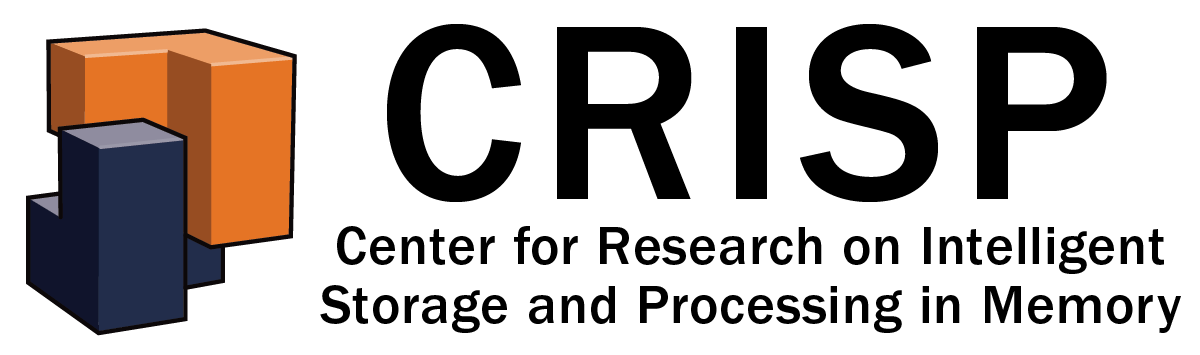 CRISP
Center for Research on Intelligent
Storage and Processing in Memory